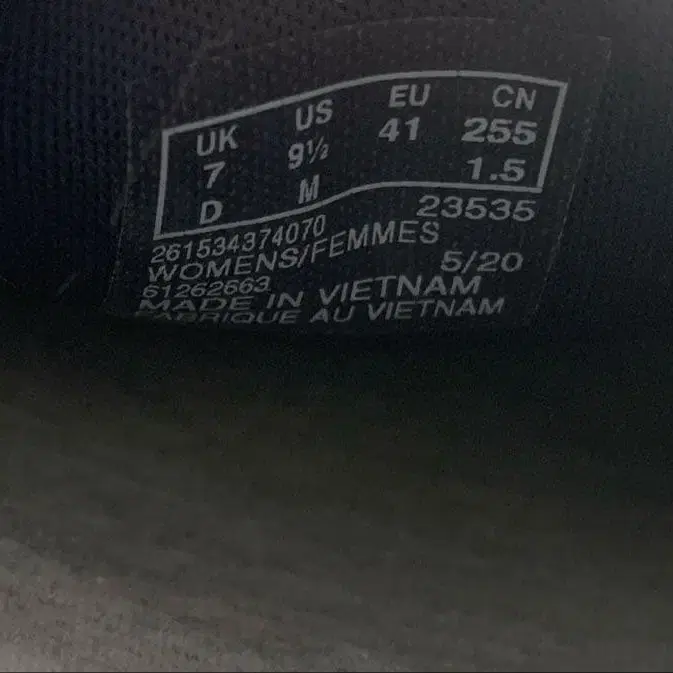 UK US EU CN
7 9½ 41 255
D M 1.5
261534374070 23535
WOMENS/FEMMES
61262663 5/20
MADE IN VIETNAM
FABRIQUE AU VIETNAM